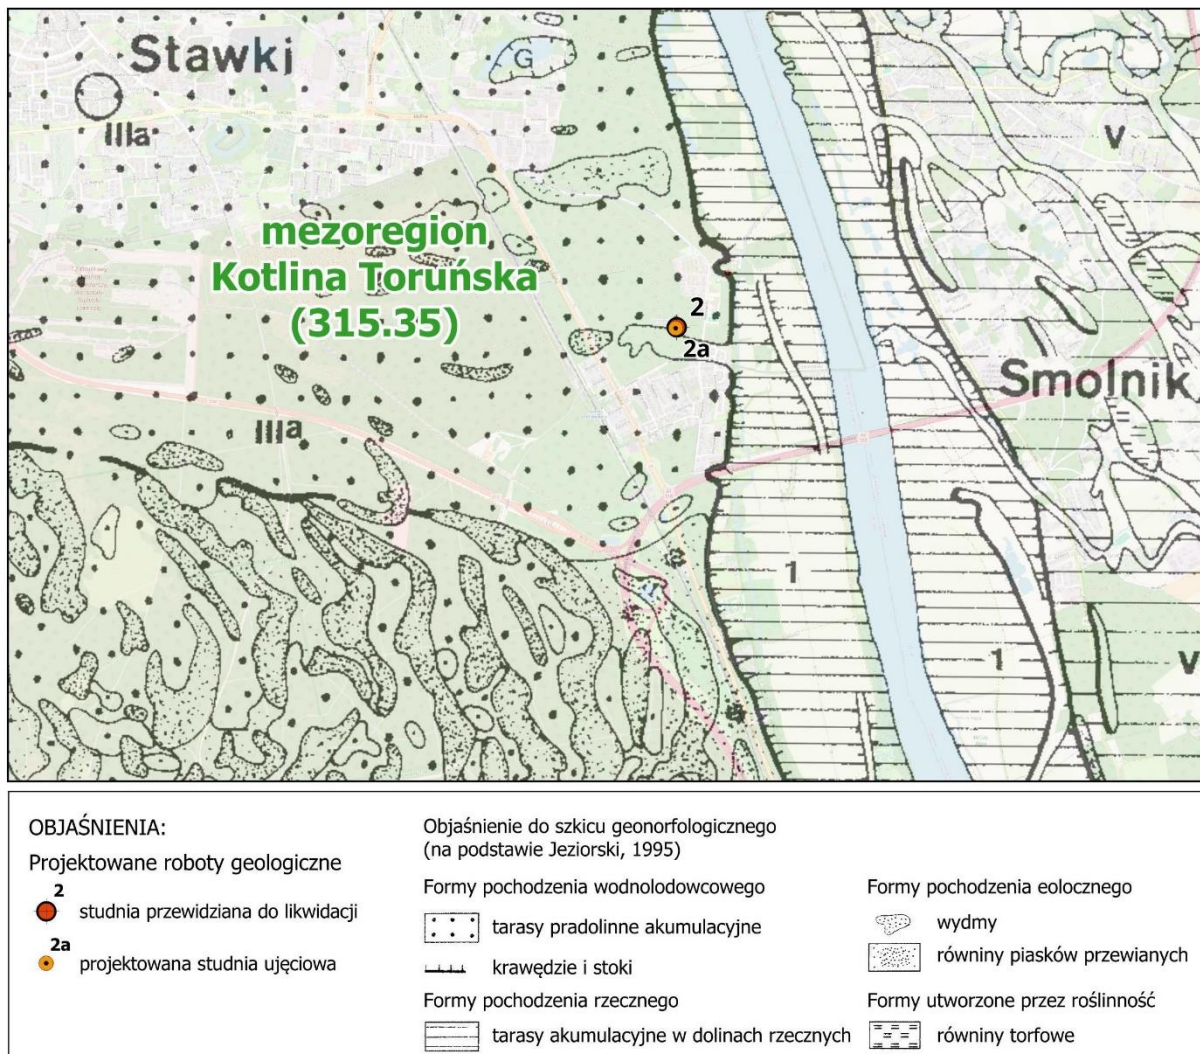 Stawki
G
IIIa
V
mezoregion
Kotlina Toruńska
(315.35)
2
2a
Smolnik
IIIa
1
1
V
OBJAŚNIENIA:
Projektowane roboty geologiczne
2
studnia przewidziana do likwidacji
2a
projektowana studnia ujęciowa
Objaśnienie do szkicu geonorfologicznego
(na podstawie Jeziorski, 1995)
Formy pochodzenia wodnolodowcowego
tarasy pradolinne akumulacyjne
krawędzie i stoki
Formy pochodzenia rzecznego
tarasy akumulacyjne w dolinach rzecznych
Formy pochodzenia eolocznego
wydmy
równiny piasków przewianych
Formy utworzone przez roślinność
równiny torfowe